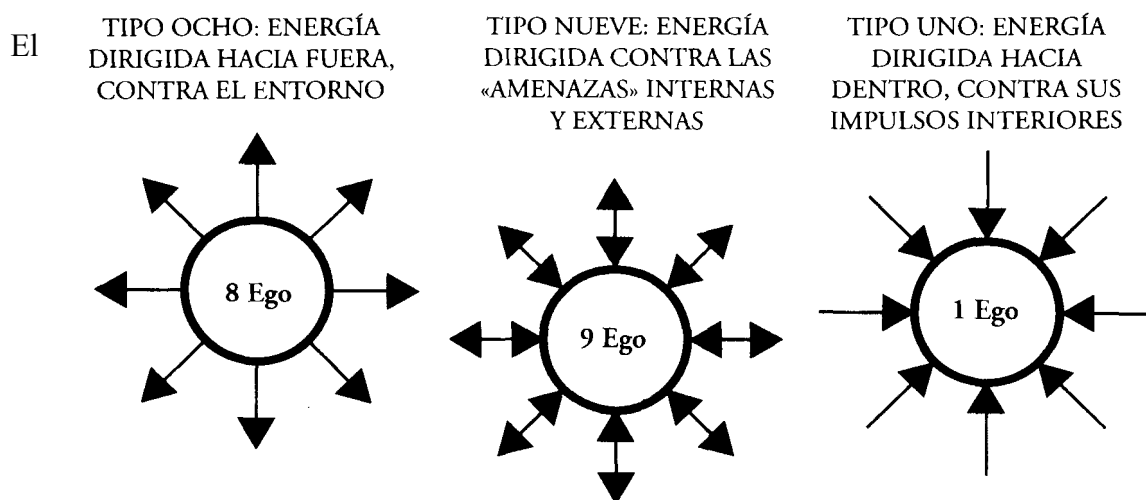 El
TIPO OCHO: ENERGÍA
DIRIGIDA HACIA FUERA,
CONTRA EL ENTORNO
TIPO NUEVE: ENERGÍA
DIRIGIDA CONTRA LAS
«AMENAZAS» INTERNAS
Y EXTERNAS
TIPO UNO: ENERGÍA
DIRIGIDA HACIA
DENTRO, CONTRA SUS
IMPULSOS INTERIORES
8 Ego
9 Ego
1 Ego